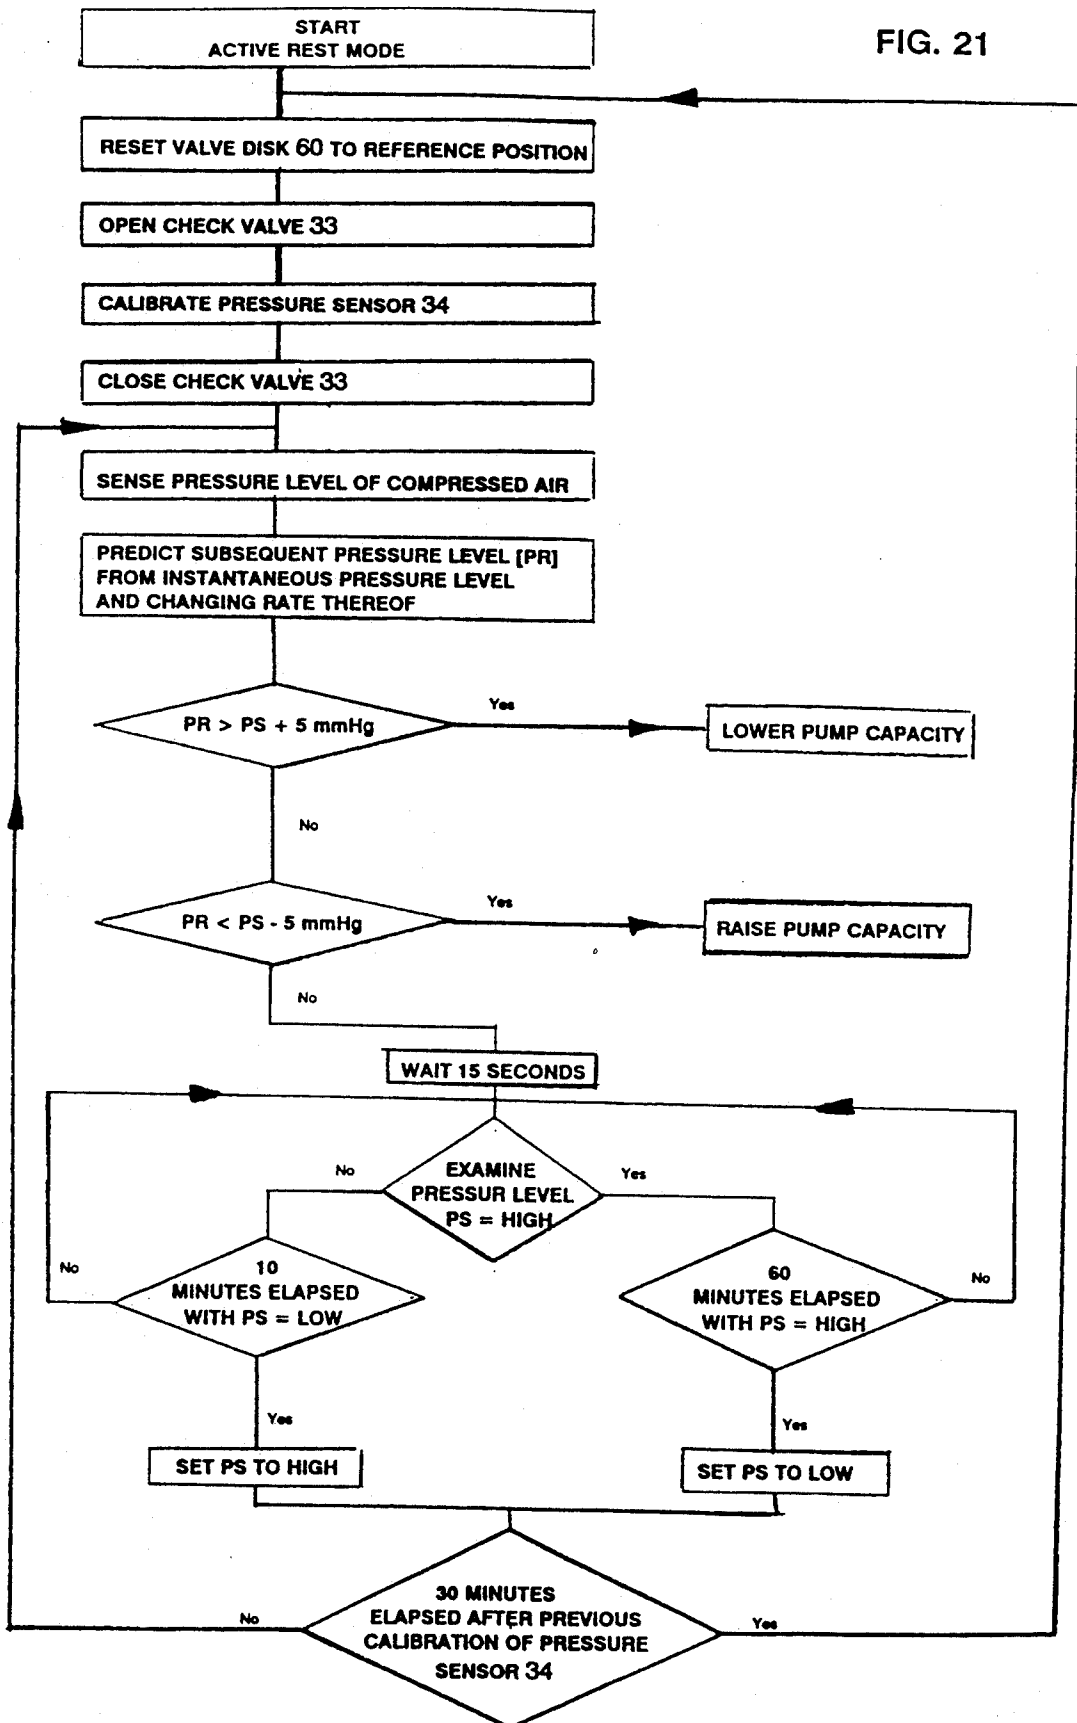 START
ACTIVE REST MODE
FIG. 21
RESET VALVE DISK 60 TO REFERENCE POSITION
OPEN CHECK VALVE 33
CALIBRATE PRESSURE SENSOR 34
CLOSE CHECK VALVE 33
SENSE PRESSURE LEVEL OF COMPRESSED AIR
PREDICT SUBSEQUENT PRESSURE LEVEL [PR]
FROM INSTANTANEOUS PRESSURE LEVEL
AND CHANGING RATE THEREOF
PR > PS + 5 mmHg
Yes
LOWER PUMP CAPACITY
No
PR < PS - 5 mmHg
Yes
RAISE PUMP CAPACITY
No
WAIT 15 SECONDS
No
EXAMINE
PRESSUR LEVEL
PS = HIGH
Yes
No
10
MINUTES ELAPSED
WITH PS = LOW
60
MINUTES ELAPSED
WITH PS = HIGH
No
Yes
Yes
SET PS TO HIGH
SET PS TO LOW
No
30 MINUTES
ELAPSED AFTER PREVIOUS
CALIBRATION OF PRESSURE
SENSOR 34
Yes